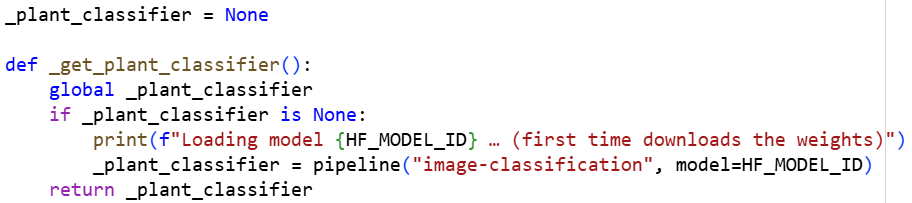 _plant_classifier = None

def _get_plant_classifier():
    global _plant_classifier
    if _plant_classifier is None:
        print(f"Loading model {HF_MODEL_ID} … (first time downloads the weights)")
        _plant_classifier = pipeline("image-classification", model=HF_MODEL_ID)
    return _plant_classifier